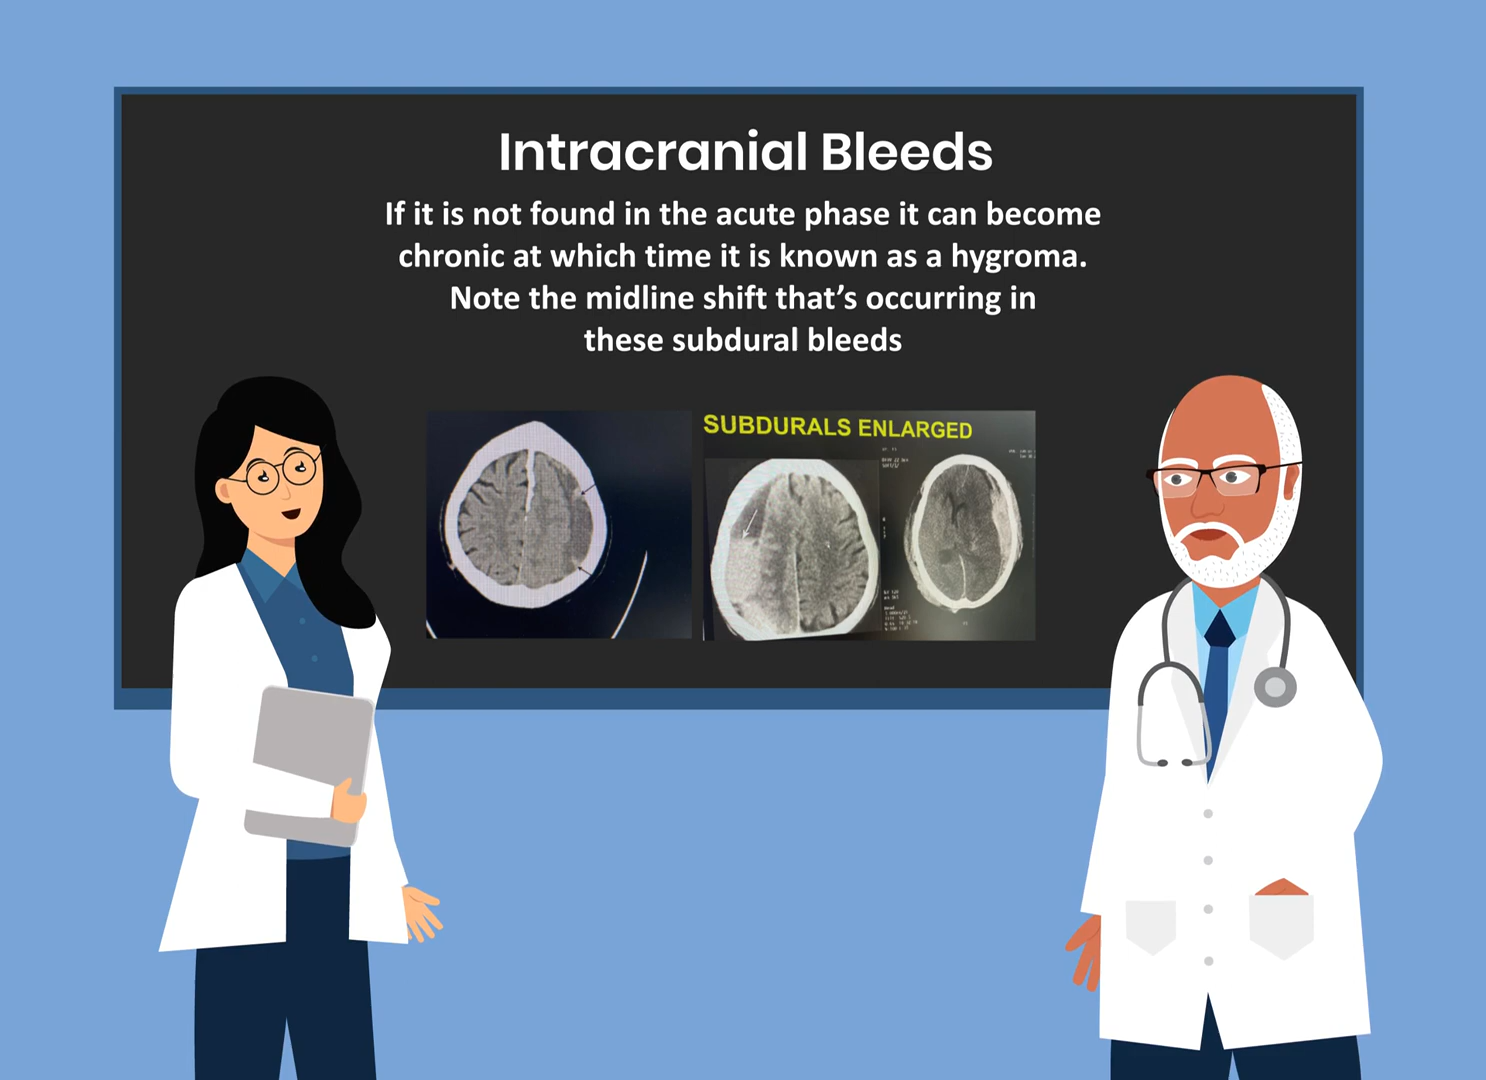 Intracranial Bleeds
If it is not found in the acute phase it can become
chronic at which time it is known as a hygroma.
Note the midline shift that’s occurring in
these subdural bleeds
SUBDURALS ENLARGED